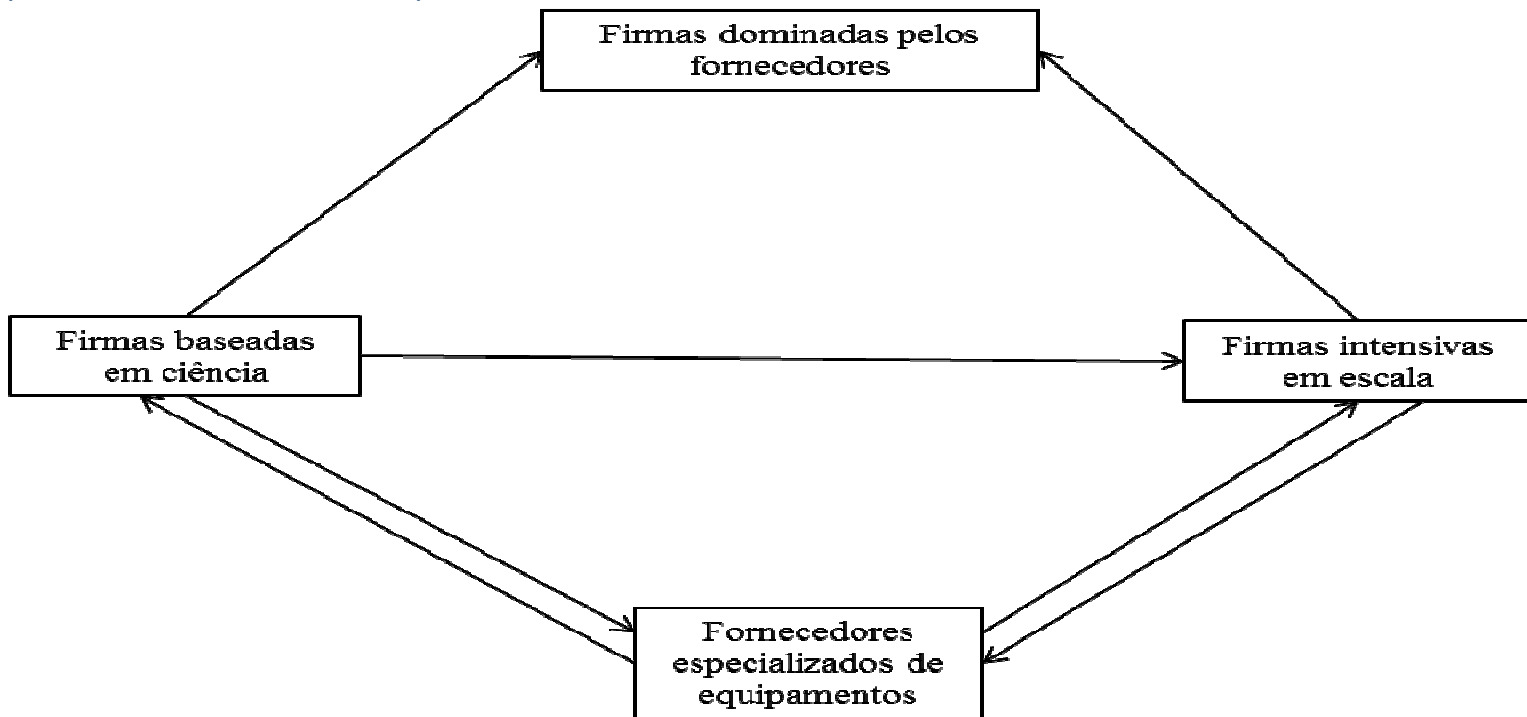 Firmas dominadas pelos
fornecedores
Firmas baseadas
em ciência
Firmas intensivas
em escala
Fornecedores
especializados de
equipamentos